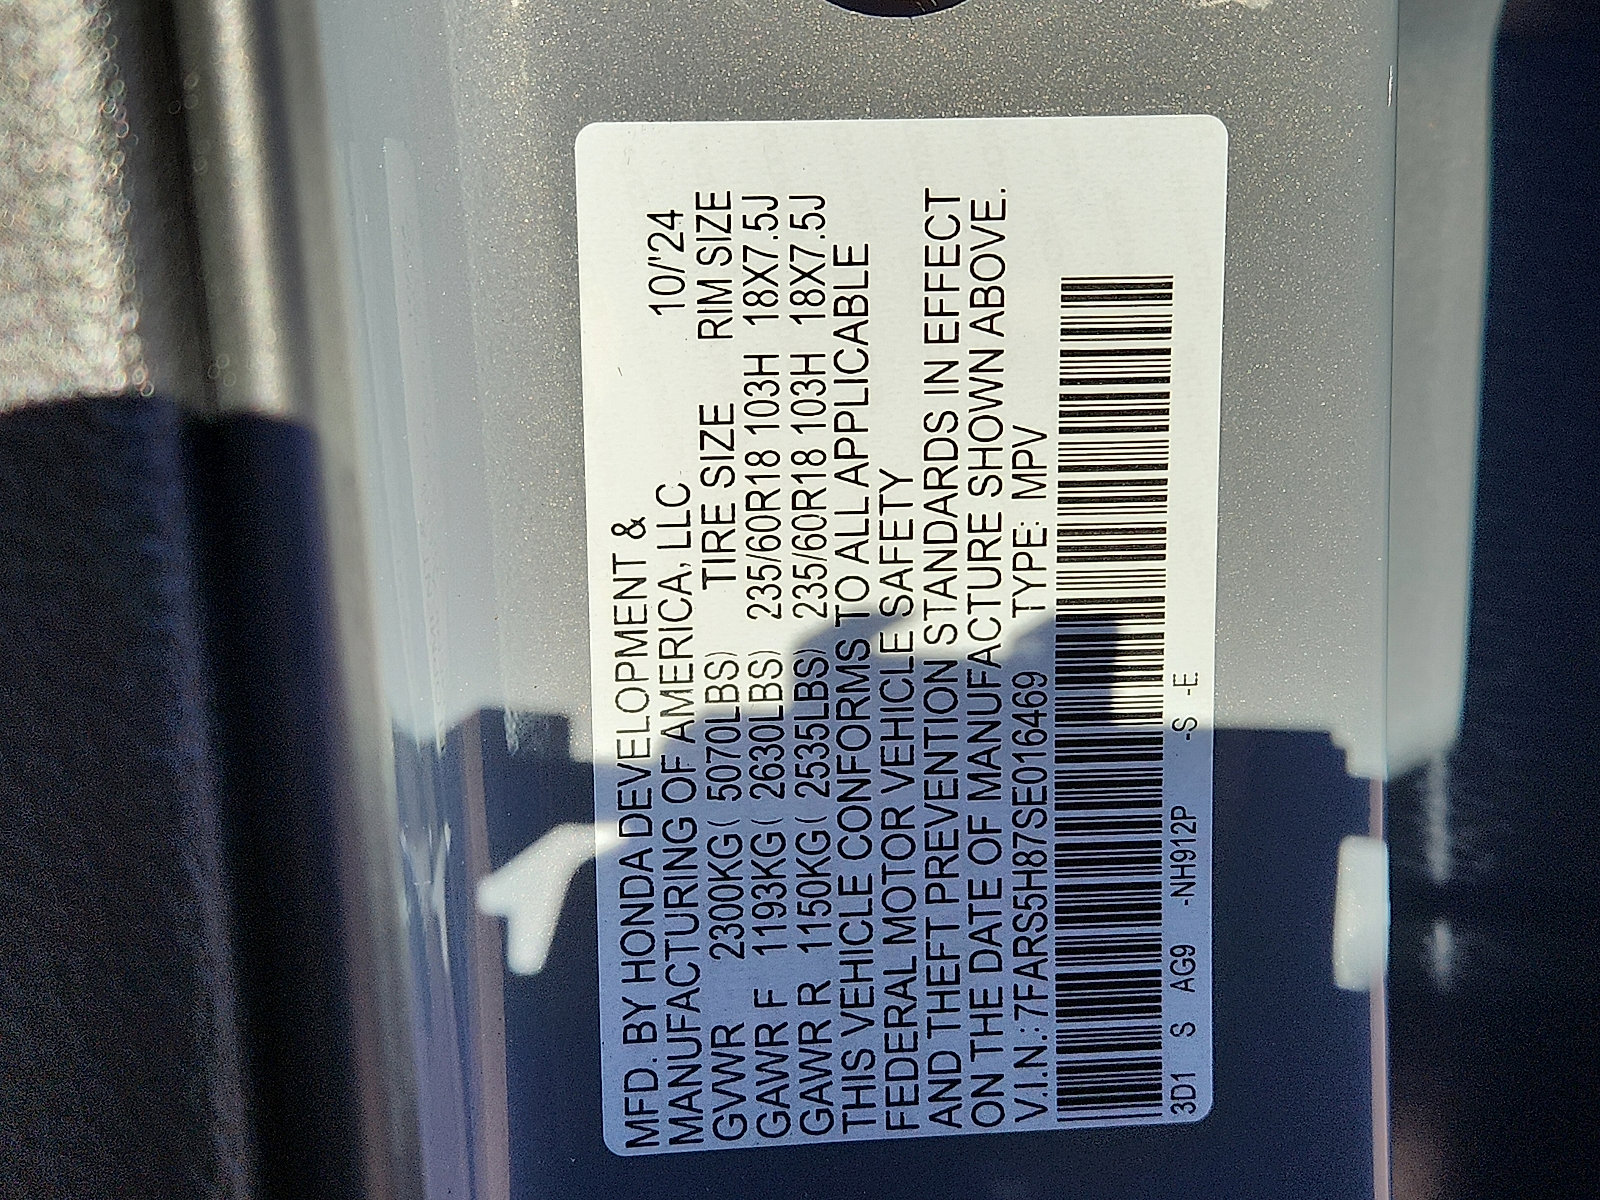 MFD. BY HONDA DEVELOPMENT &
MANUFACTURING OF AMERICA, LLC 10/'24
GVWR 2300KG( 5070LBS) TIRE SIZE RIM SIZE
GAWR F 1193KG( 2630LBS) 235/60R18 103H 18X7.5J
GAWR R 1150KG( 2535LBS) 235/60R18 103H 18X7.5J
THIS VEHICLE CONFORMS TO ALL APPLICABLE
FEDERAL MOTOR VEHICLE SAFETY
AND THEFT PREVENTION STANDARDS IN EFFECT
ON THE DATE OF MANUFACTURE SHOWN ABOVE.
V.I.N.: 7FARS5H87SE016469 TYPE: MPV
3D1 S AG9 -NH912P -S -E